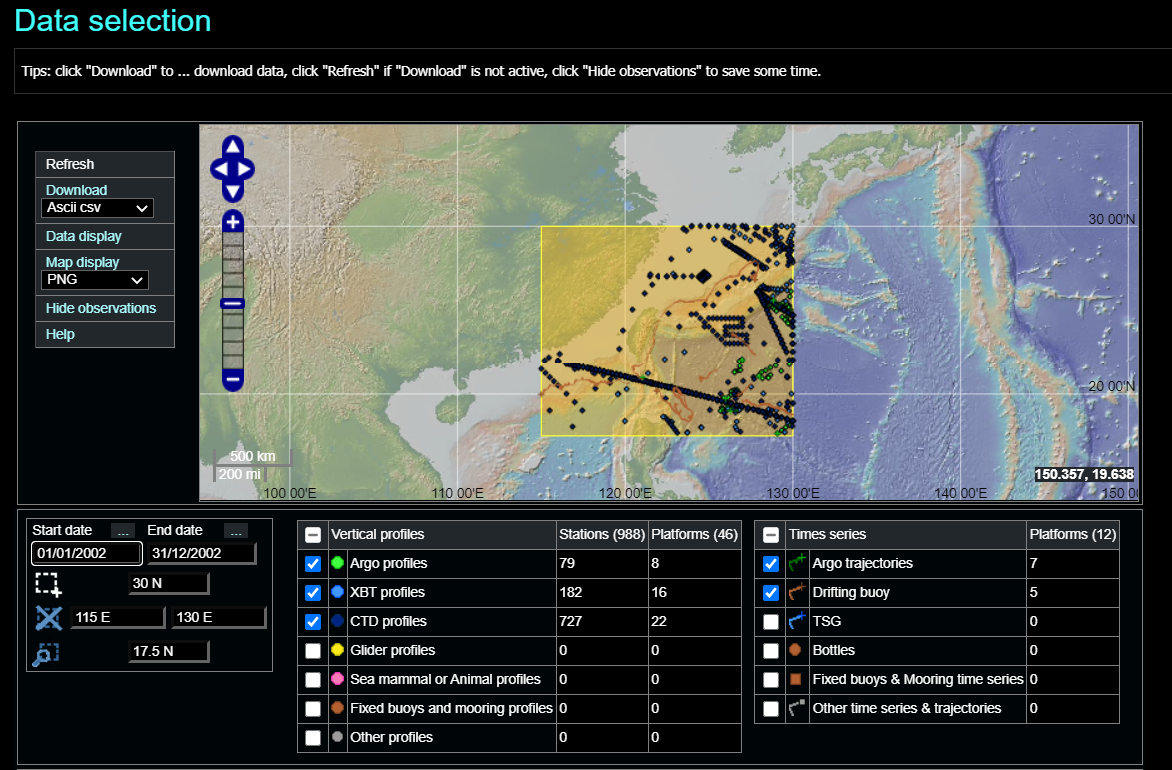 Data selection
Tips: click "Download" to ... download data, click "Refresh" if "Download" is not active, click "Hide observations" to save some time.
Refresh
Download
Ascii csv
Data display
Map display
PNG
Hide observations
Help
+
30 00'N
20 00'N
500 km
200 mi
150.357, 19.638
100 00'E
110 00'E
120 00'E
130 00'E
140 00'E
150 0
Start date ... End date ...
01/01/2002 31/12/2002
30 N
115 E 130 E
17.5 N
Vertical profiles Stations (988) Platforms (46)
Argo profiles 79 8
XBT profiles 182 16
CTD profiles 727 22
Glider profiles 0 0
Sea mammal or Animal profiles 0 0
Fixed buoys and mooring profiles 0 0
Other profiles 0 0
Times series Platforms (12)
Argo trajectories 7
Drifting buoy 5
TSG 0
Bottles 0
Fixed buoys & Mooring time series 0
Other time series & trajectories 0